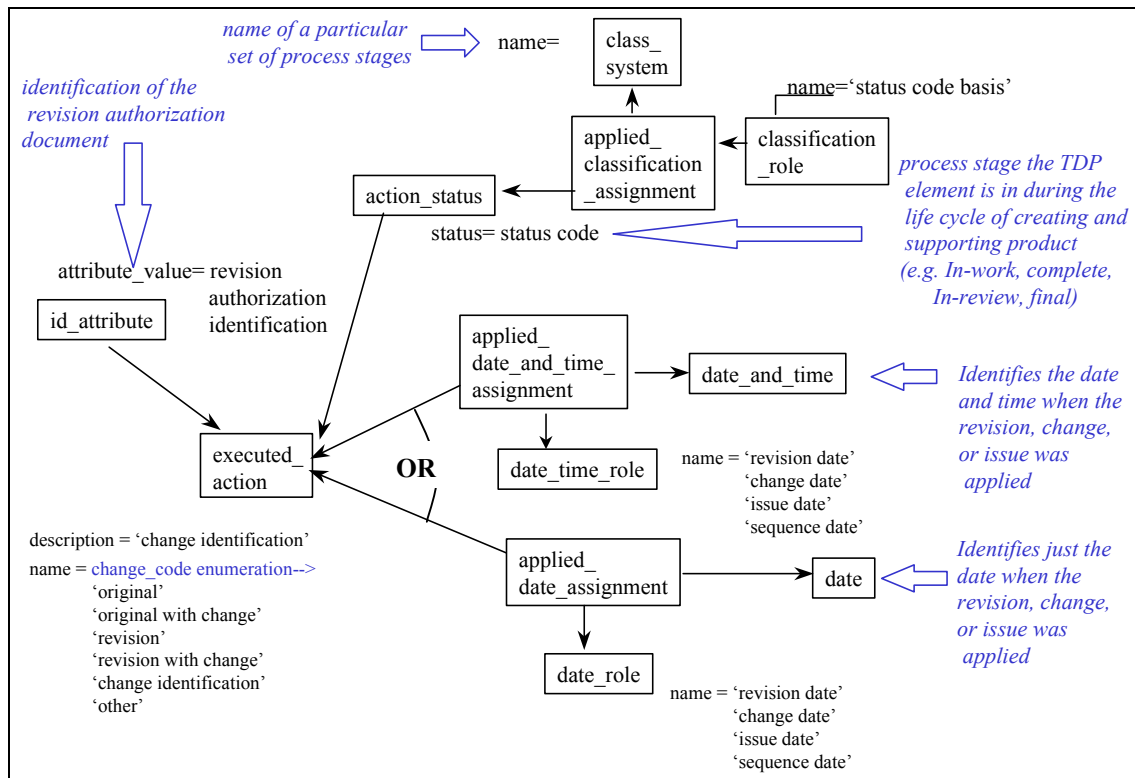 name of a particular
set of process stages
name=
class_
system
identification of the
revision authorization
document
name=‘status code basis’
applied_
classification
_assignment
classification
_role
action_status
status= status code
process stage the TDP
element is in during the
life cycle of creating and
supporting product
(e.g. In-work, complete,
In-review, final)
attribute_value= revision
authorization
identification
id_attribute
applied_
date_and_time_
assignment
date_and_time
Identifies the date
and time when the
revision, change,
or issue was
applied
executed_
action
OR
date_time_role
name = ‘revision date’
‘change date’
‘issue date’
‘sequence date’
description = ‘change identification’
name = change_code enumeration-->
‘original’
‘original with change’
‘revision’
‘revision with change’
‘change identification’
‘other’
applied_
date_assignment
date
Identifies just the
date when the
revision, change,
or issue was
applied
date_role
name = ‘revision date’
‘change date’
‘issue date’
‘sequence date’